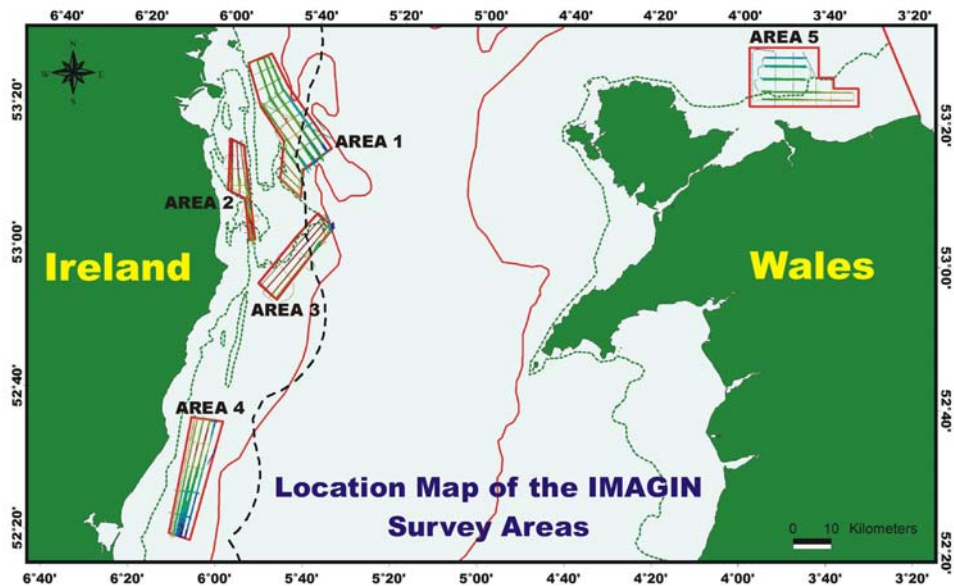 6°40' 6°20' 6°00' 5°40' 5°20' 5°00' 4°40' 4°20' 4°00' 3°40' 3°20'
N
W E
S
AREA 5
53°20' 53°20'
AREA 1
AREA 2
53°00' 53°00'
Ireland Wales
AREA 3
52°40' 52°40'
AREA 4
Location Map of the IMAGIN
Survey Areas
0 10 Kilometers
52°20' 52°20'
6°40' 6°20' 6°00' 5°40' 5°20' 5°00' 4°40' 4°20' 4°00' 3°40' 3°20'